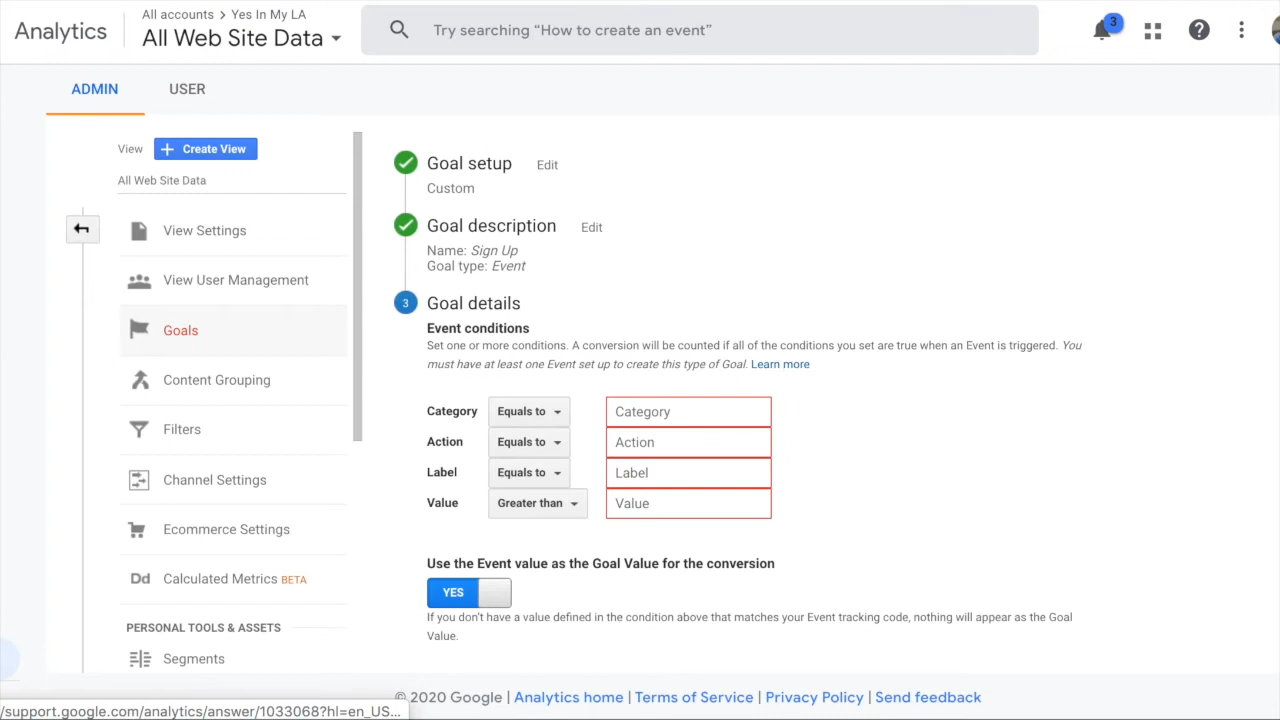 Analytics
All accounts > Yes In My LA
All Web Site Data
Try searching “How to create an event”
3
ADMIN
USER
View
Create View
All Web Site Data
View Settings
View User Management
Goals
Content Grouping
Filters
Channel Settings
Ecommerce Settings
Dd Calculated Metrics BETA
PERSONAL TOOLS & ASSETS
Segments
Goal setup Edit
Custom
Goal description Edit
Name: Sign Up
Goal type: Event
3 Goal details
Event conditions
Set one or more conditions. A conversion will be counted if all of the conditions you set are true when an Event is triggered. You
must have at least one Event set up to create this type of Goal. Learn more
Category Equals to Category
Action Equals to Action
Label Equals to Label
Value Greater than Value
Use the Event value as the Goal Value for the conversion
YES
If you don't have a value defined in the condition above that matches your Event tracking code, nothing will appear as the Goal
Value.
© 2020 Google | Analytics home | Terms of Service | Privacy Policy | Send feedback
/support.google.com/analytics/answer/1033068?hl=en_US...